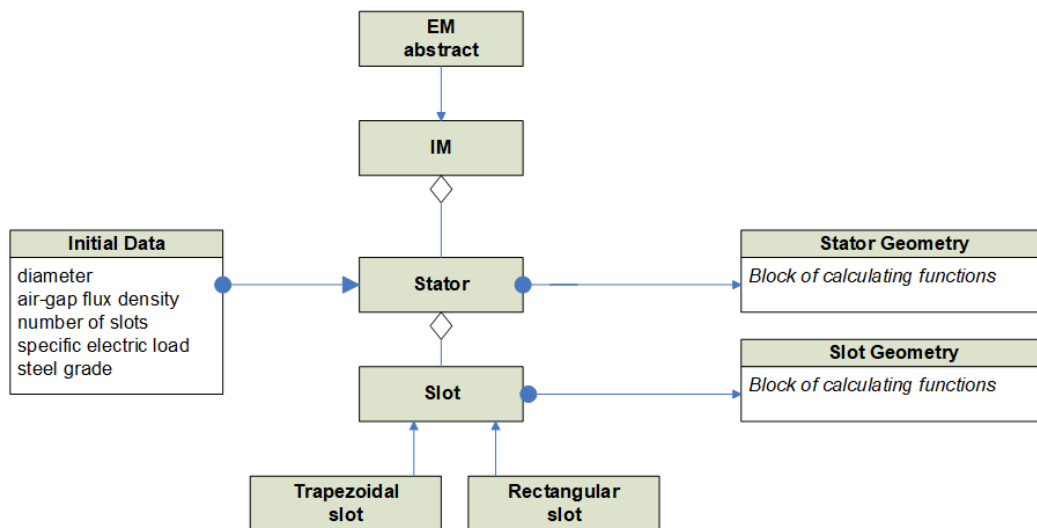 EM
abstract
IM
Initial Data
diameter
air-gap flux density
number of slots
specific electric load
steel grade
Stator
Stator Geometry
Block of calculating functions
Slot Geometry
Block of calculating functions
Slot
Trapezoidal
slot
Rectangular
slot